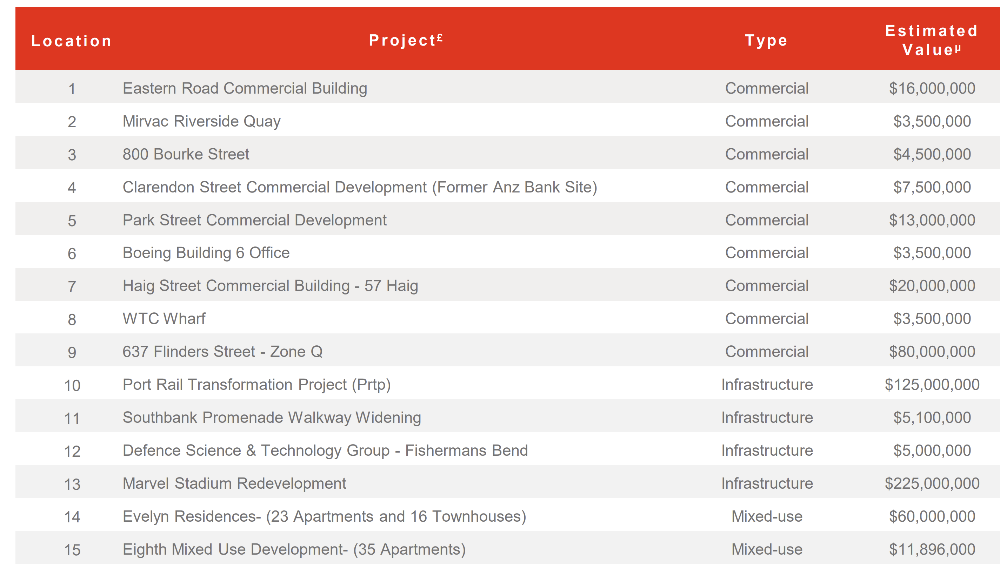 Location Project£ Type Estimated Valueµ
1 Eastern Road Commercial Building Commercial $16,000,000
2 Mirvac Riverside Quay Commercial $3,500,000
3 800 Bourke Street Commercial $4,500,000
4 Clarendon Street Commercial Development (Former Anz Bank Site) Commercial $7,500,000
5 Park Street Commercial Development Commercial $13,000,000
6 Boeing Building 6 Office Commercial $3,500,000
7 Haig Street Commercial Building - 57 Haig Commercial $20,000,000
8 WTC Wharf Commercial $3,500,000
9 637 Flinders Street - Zone Q Commercial $80,000,000
10 Port Rail Transformation Project (Prtp) Infrastructure $125,000,000
11 Southbank Promenade Walkway Widening Infrastructure $5,100,000
12 Defence Science & Technology Group - Fishermans Bend Infrastructure $5,000,000
13 Marvel Stadium Redevelopment Infrastructure $225,000,000
14 Evelyn Residences- (23 Apartments and 16 Townhouses) Mixed-use $60,000,000
15 Eighth Mixed Use Development- (35 Apartments) Mixed-use $11,896,000